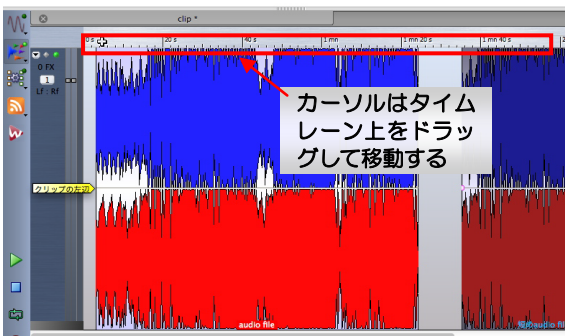 clip *
0 s
20 s
40 s
1 mn
1 mn 20 s
1 mn 40 s
0 FX
1
Lf : Rf
カーソルはタイム
レーン上をドラッ
グして移動する
クリップの左辺
audio file
audio fi